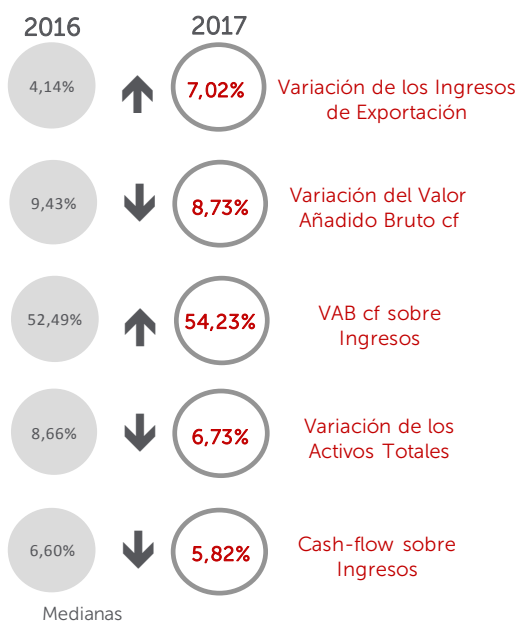 2016
2017
4,14%
7,02%
Variación de los Ingresos
de Exportación
9,43%
8,73%
Variación del Valor
Añadido Bruto cf
52,49%
54,23%
VAB cf sobre
Ingresos
8,66%
6,73%
Variación de los
Activos Totales
6,60%
5,82%
Cash-flow sobre
Ingresos
Medianas